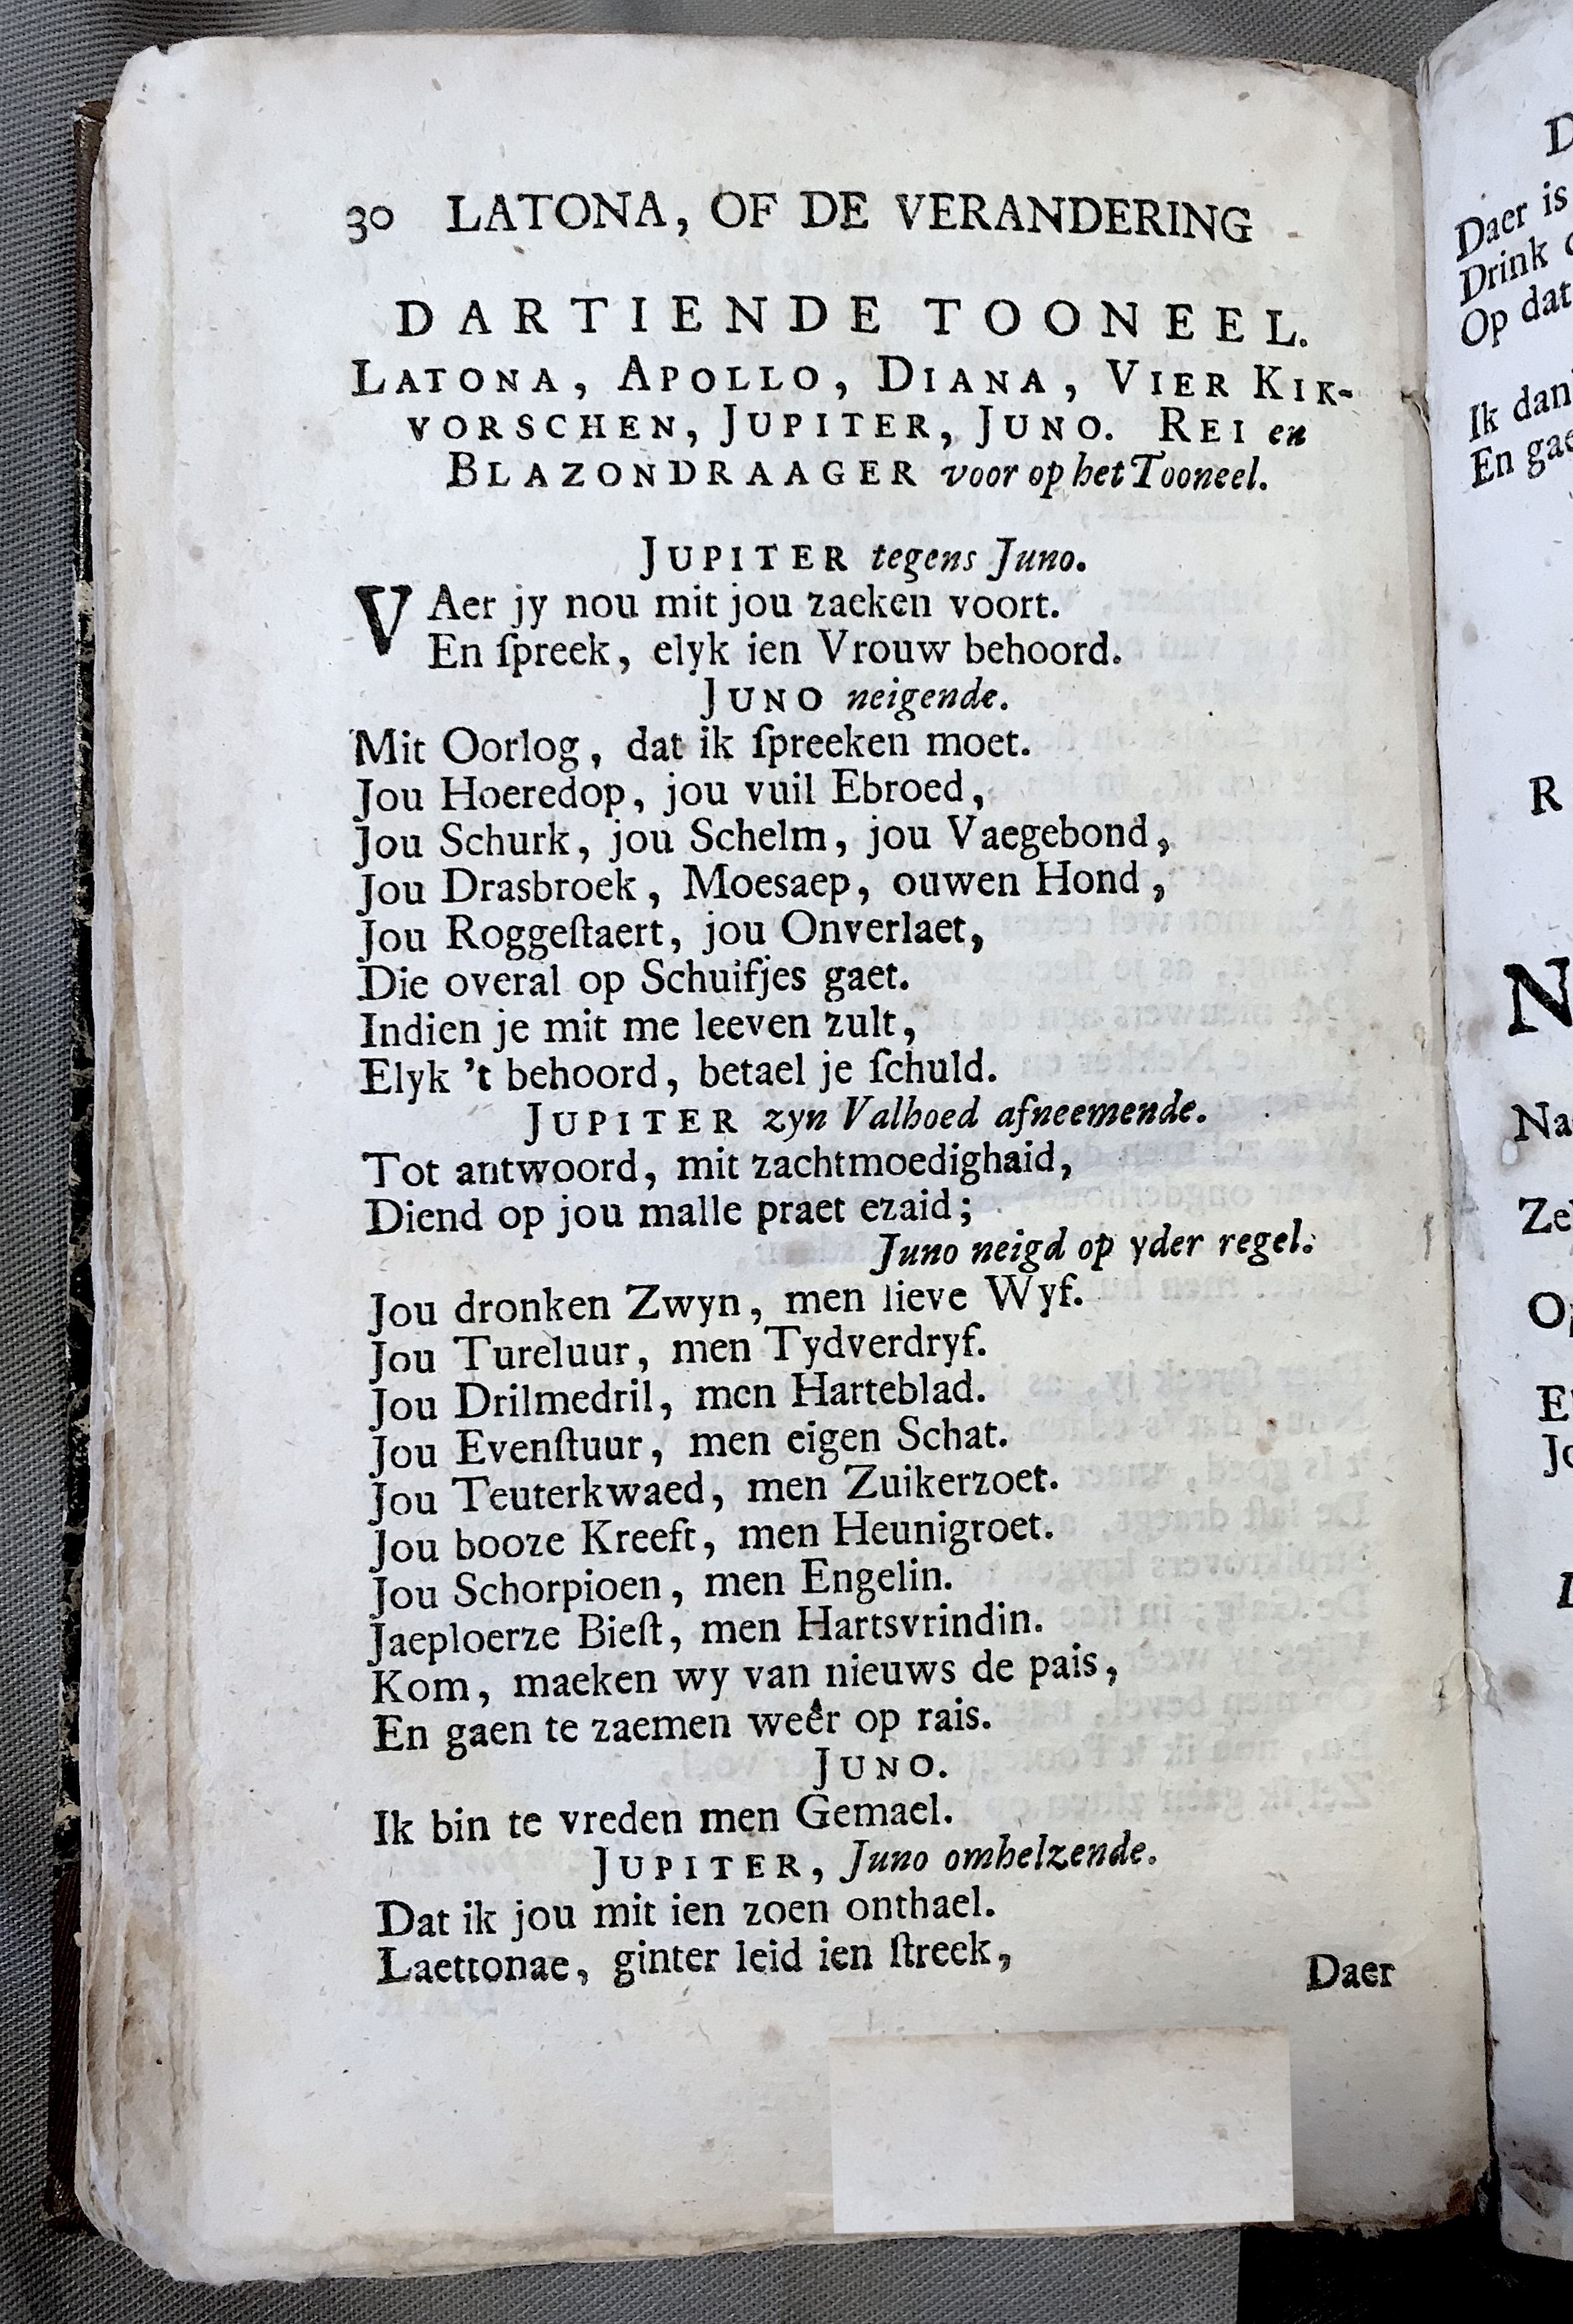 30 LATONA, OF DE VERANDERING
DARTIENDE TOONEEL.
LATONA, APOLLO, DIANA, VIER KIK-
VORSCHEN, JUPITER, JUNO. REI en
BLAZONDRAAGER voor op het Tooneel.
JUPITER tegens Juno.
VAer jy nou mit jou zaeken voort.
En ſpreek, elyk ien Vrouw behoord.
JUNO neigende.
Mit Oorlog, dat ik ſpreeken moet.
Jou Hoeredop, jou vuil Ebroed,
Jou Schurk, jou Schelm, jou Vaegebond,
Jou Drasbroek, Moesaep, ouwen Hond,
Jou Roggeſtaert, jou Onverlaet,
Die overal op Schuifjes gaet.
Indien je mit me leeven zult,
Elyk 't behoord, betael je ſchuld.
JUPITER zyn Valhoed afneemende.
Tot antwoord, mit zachtmoedighaid,
Diend op jou malle praet ezaid;
Juno neigd op yder regel.
Jou dronken Zwyn, men lieve Wyf.
Jou Tureluur, men Tydverdryf.
Jou Drilmedril, men Harteblad.
Jou Evenſtuur, men eigen Schat.
Jou Teuterkwaed, men Zuikerzoet.
Jou booze Kreeft, men Heunigroet.
Jou Schorpioen, men Engelin.
Jaeploerze Bieſt, men Hartsvrindin.
Kom, maeken wy van nieuws de pais,
En gaen te zaemen weêr op rais.
JUNO.
Ik bin te vreden men Gemael.
JUPITER, Juno omhelzende.
Dat ik jou mit ien zoen onthael.
Laettonae, ginter leid ien ſtreek,
Daer
Daer is
Drink
Op dat
Ik
En
R
N